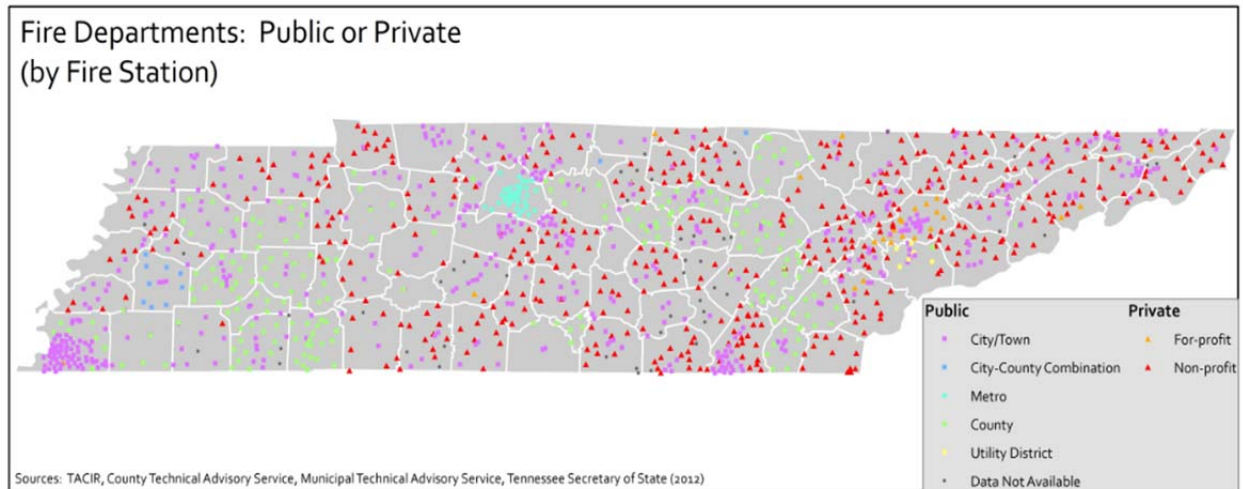 Fire Departments: Public or Private
(by Fire Station)
Public
Private
City/Town
For-profit
City-County Combination
Non-profit
Metro
County
Utility District
Data Not Available
Sources: TACIR, County Technical Advisory Service, Municipal Technical Advisory Service, Tennessee Secretary of State (2012)